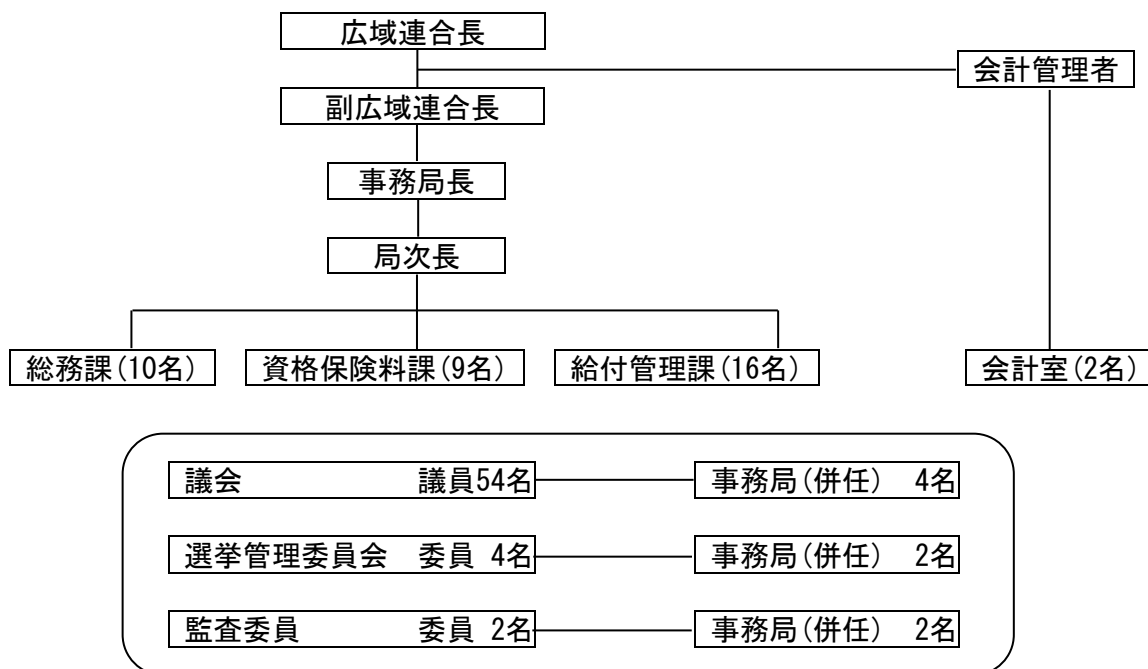 広域連合長
会計管理者
副広域連合長
事務局長
局次長
総務課(10名) 資格保険料課(9名) 給付管理課(16名) 会計室(2名)
議会 議員54名 事務局(併任) 4名
選挙管理委員会 委員 4名 事務局(併任) 2名
監査委員 委員 2名 事務局(併任) 2名